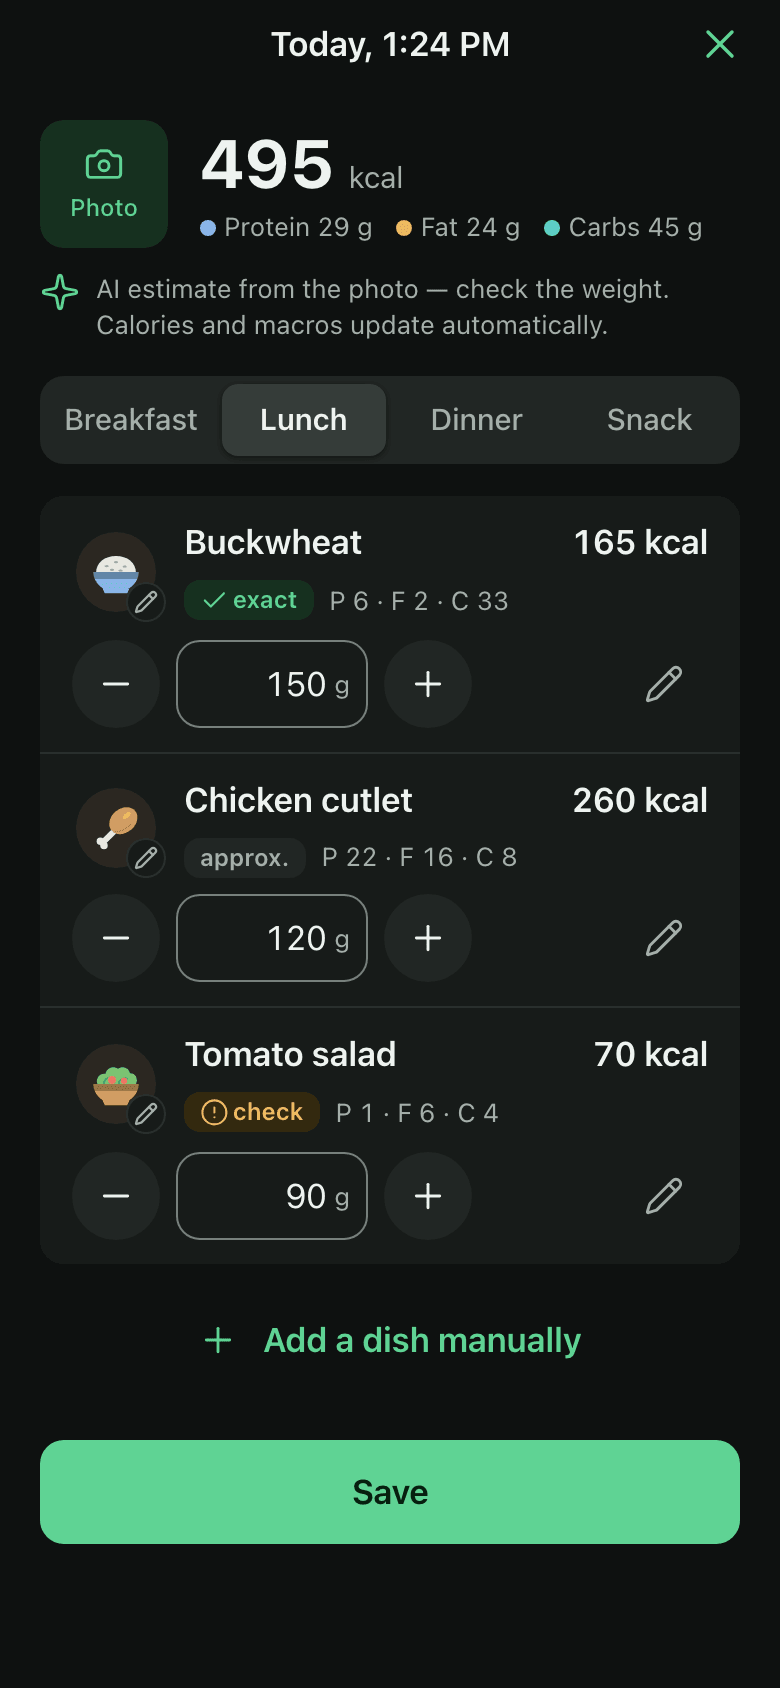 Today, 1:24 PM
Photo
495 kcal
Protein 29 g Fat 24 g Carbs 45 g
AI estimate from the photo — check the weight.
Calories and macros update automatically.
Breakfast Lunch Dinner Snack
Buckwheat 165 kcal
exact P 6 · F 2 · C 33
150 g
Chicken cutlet 260 kcal
approx. P 22 · F 16 · C 8
120 g
Tomato salad 70 kcal
check P 1 · F 6 · C 4
90 g
Add a dish manually
Save